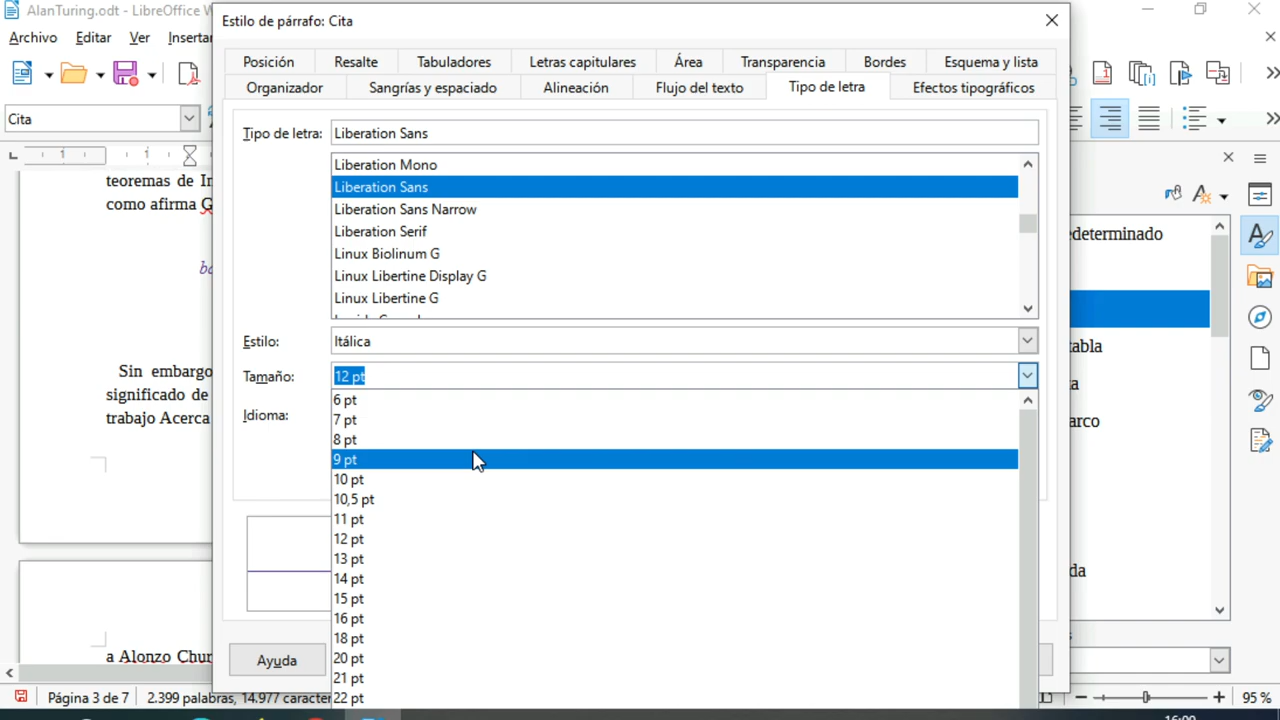 AlanTuring.odt - LibreOffice W
Estilo de párrafo: Cita
Archivo Editar Ver Insertar
Posición Resalte Tabuladores Letras capitulares Área Transparencia Bordes Esquema y lista
Organizador Sangrías y espaciado Alineación Flujo del texto Tipo de letra Efectos tipográficos
Cita
Tipo de letra: Liberation Sans
Liberation Mono
Liberation Sans
Liberation Sans Narrow
Liberation Serif
Linux Biolinum G
Linux Libertine Display G
Linux Libertine G
teoremas de In
como afirma G
edeterminado
Estilo: Itálica
tabla
Sin embargo
Tamaño: 12 pt
significado de
trabajo Acerca
Idioma:
arco
6 pt
7 pt
8 pt
9 pt
10 pt
10,5 pt
11 pt
12 pt
13 pt
14 pt
15 pt
16 pt
18 pt
20 pt
21 pt
22 pt
da
a Alonzo Chur
Ayuda
Página 3 de 7 2.399 palabras, 14.977 caracter
95 %
16:00